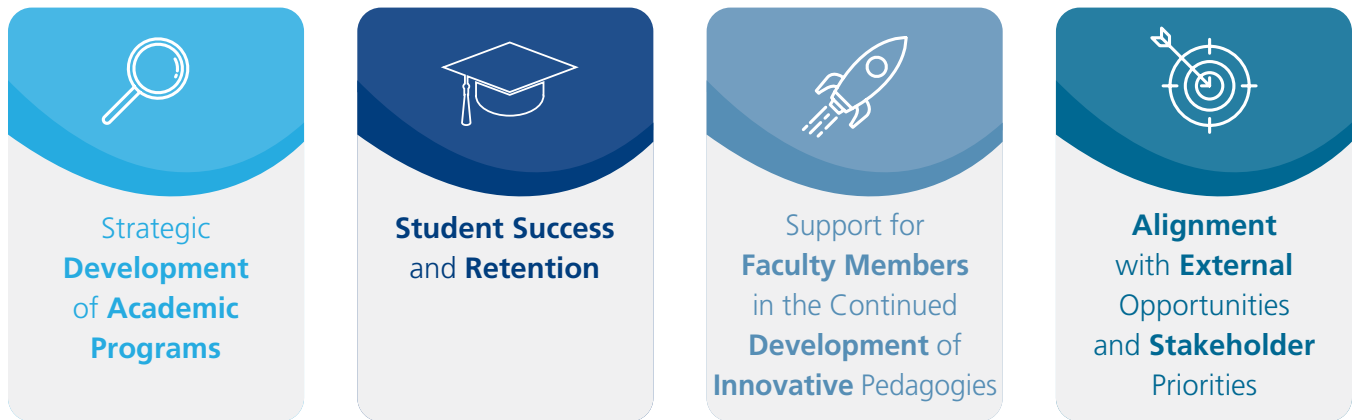 Strategic
Development
of Academic
Programs
Student Success
and Retention
Support for
Faculty Members
in the Continued
Development of
Innovative Pedagogies
Alignment
with External
Opportunities
and Stakeholder
Priorities